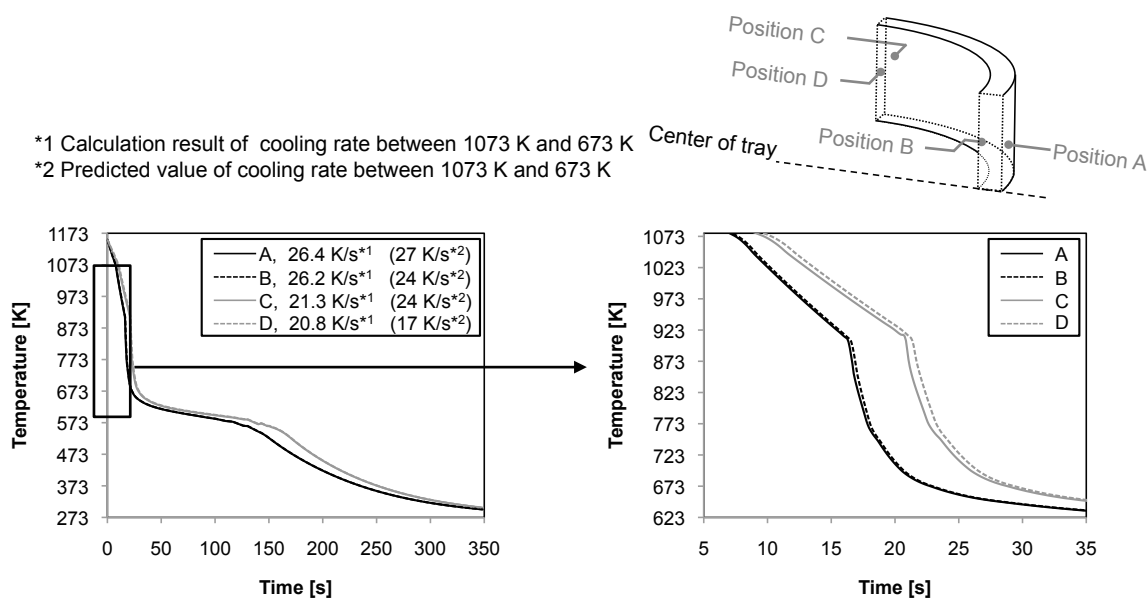 Position C
Position D
*1 Calculation result of cooling rate between 1073 K and 673 K
*2 Predicted value of cooling rate between 1073 K and 673 K
Center of tray
Position B
Position A
Temperature [K]
1173
1073
973
873
773
673
573
473
373
273
A, 26.4 K/s*1 (27 K/s*2)
B, 26.2 K/s*1 (24 K/s*2)
C, 21.3 K/s*1 (24 K/s*2)
D, 20.8 K/s*1 (17 K/s*2)
0 50 100 150 200 250 300 350
Time [s]
Temperature [K]
1073
1023
973
923
873
823
773
723
673
623
A
B
C
D
5 10 15 20 25 30 35
Time [s]